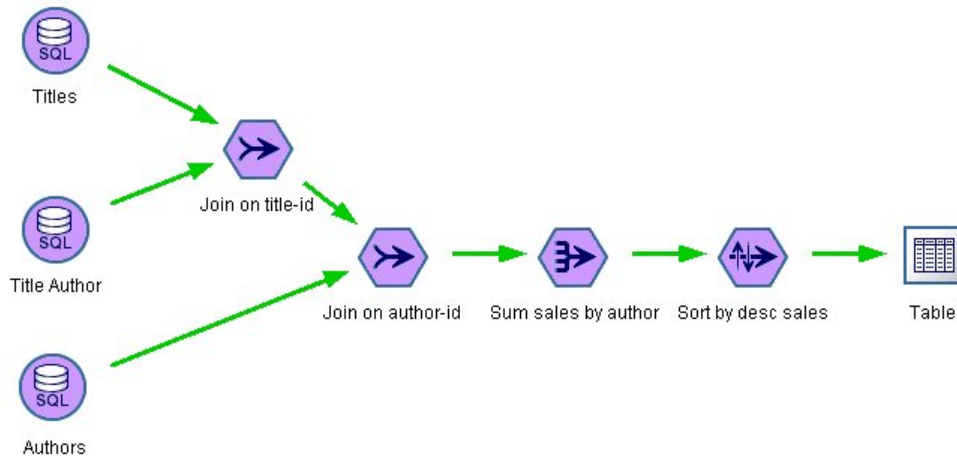 SQL
Titles
Join on title-id
SQL
Title Author
Join on author-id
Sum sales by author
Sort by desc sales
Table
SQL
Authors